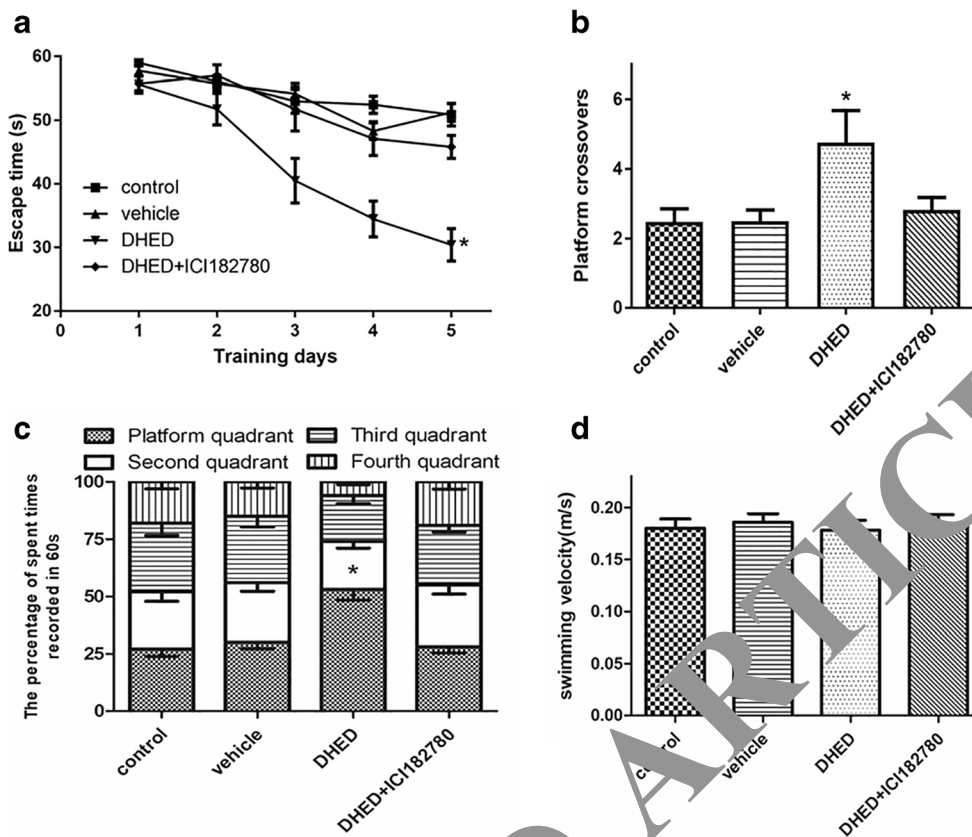 a
60
50
40
30
20
Escape time (s)
control
vehicle
DHED
DHED+ICI182780
*
0 1 2 3 4 5
Training days
b
6
4
2
0
Platform crossovers
*
control
vehicle
DHED
DHED+ICI182780
c
Platform quadrant Third quadrant
Second quadrant Fourth quadrant
100
75
50
25
0
The percentage of spent times
recorded in 60s
*
control
vehicle
DHED
DHED+ICI182780
d
0.20
0.15
0.10
0.05
0.00
swimming velocity(m/s)
control
vehicle
DHED
DHED+ICI182780
ARTIC